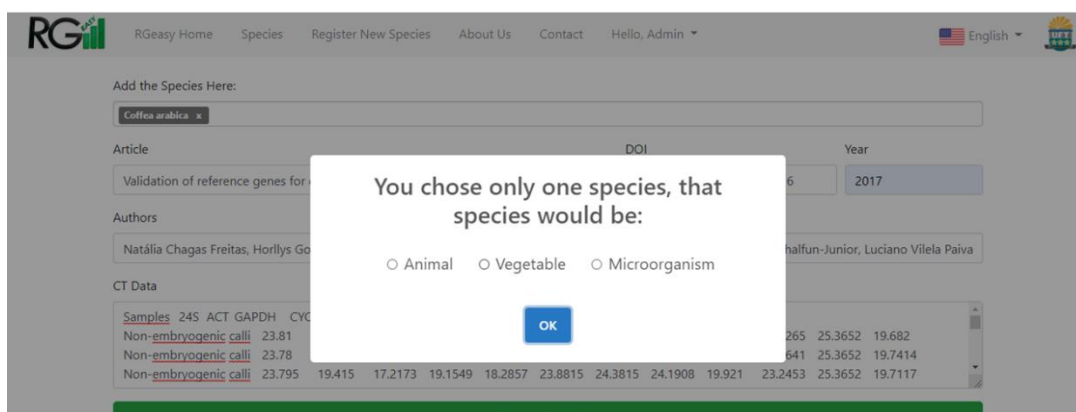 RGeasy RGeasy Home Species Register New Species About Us Contact Hello, Admin English UFT
Add the Species Here:
Coffea arabica x
Article DOI Year
Validation of reference genes for 6 2017
You chose only one species, that
species would be:
Authors
Natália Chagas Freitas, Horllys Go halfun-Junior, Luciano Vilela Paiva
Animal Vegetable Microorganism
CT Data
Samples 24S ACT GAPDH CYC
OK
Non-embryogenic calli 23.81 265 25.3652 19.682
Non-embryogenic calli 23.78 641 25.3652 19.7414
Non-embryogenic calli 23.795 19.415 17.2173 19.1549 18.2857 23.8815 24.3815 24.1908 19.921 23.2453 25.3652 19.7117